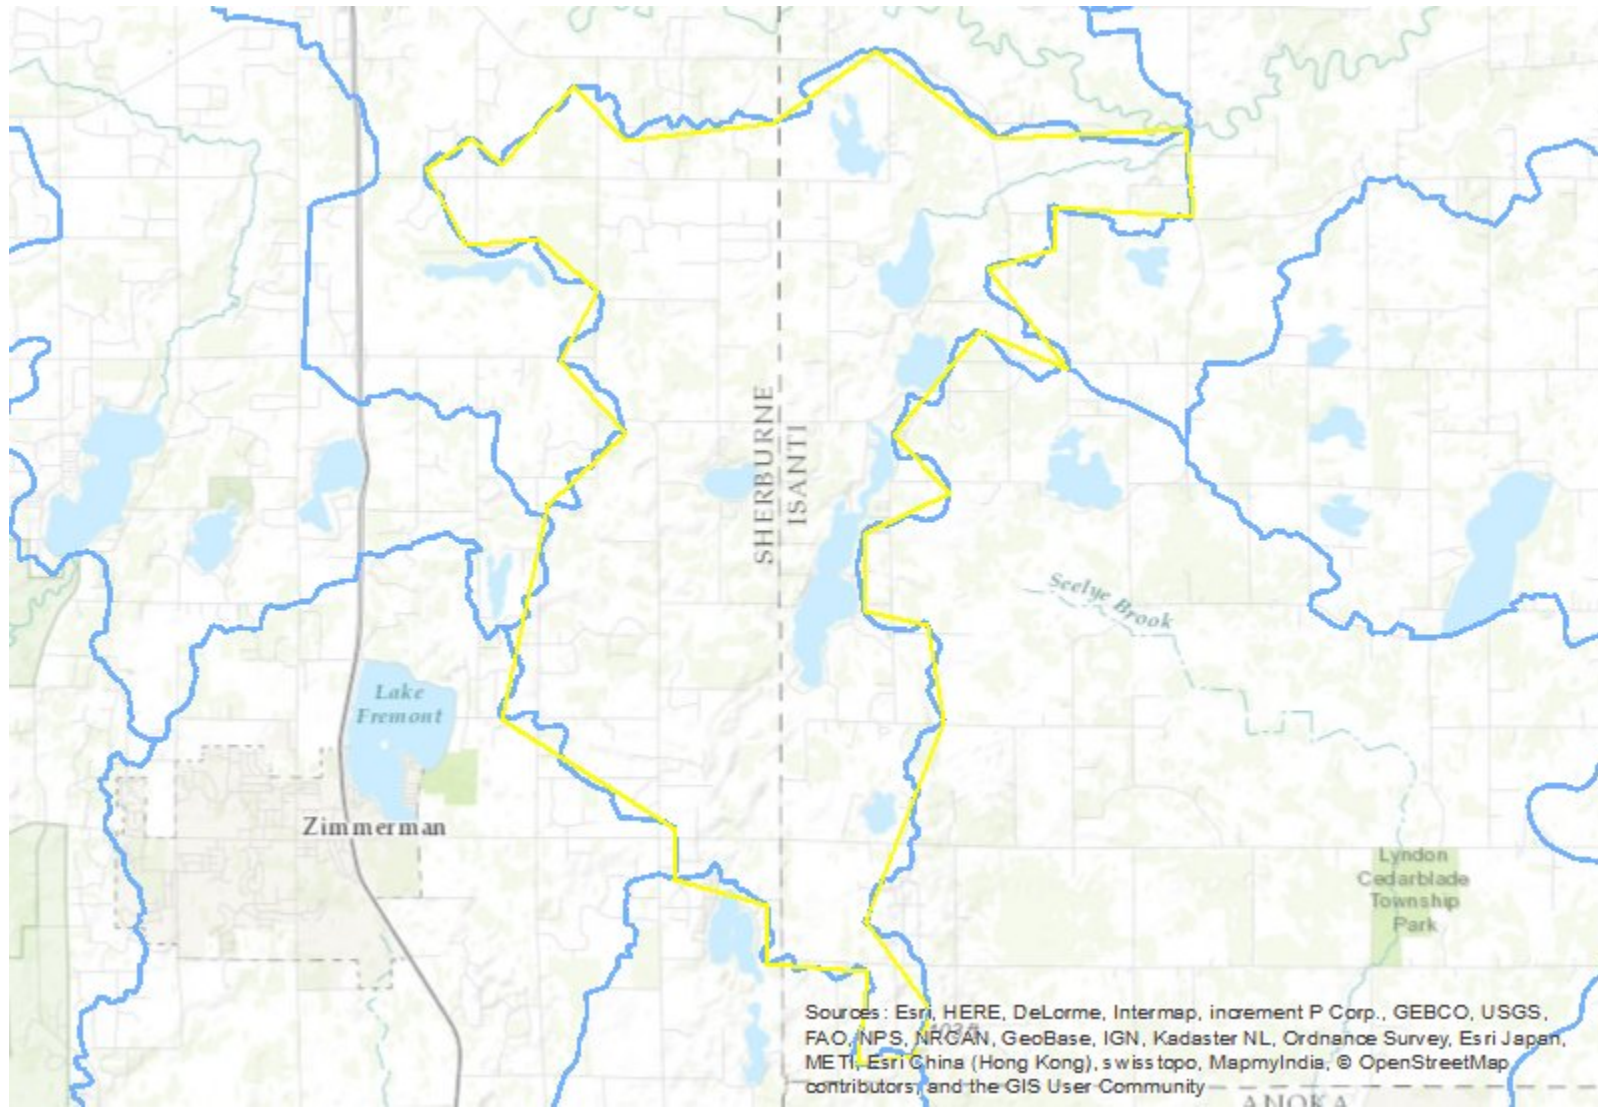 SHERBURNE
ISANTI
Seelye Brook
Lake
Fremont
Zimmerman
Lyndon
Cedarblade
Township
Park
Sources: Esri, HERE, DeLorme, Intermap, increment P Corp., GEBCO, USGS,
FAO, NPS, NRCAN, GeoBase, IGN, Kadaster NL, Ordnance Survey, Esri Japan,
METI, Esri China (Hong Kong), swisstopo, MapmyIndia, © OpenStreetMap
contributors, and the GIS User Community
ANOKA